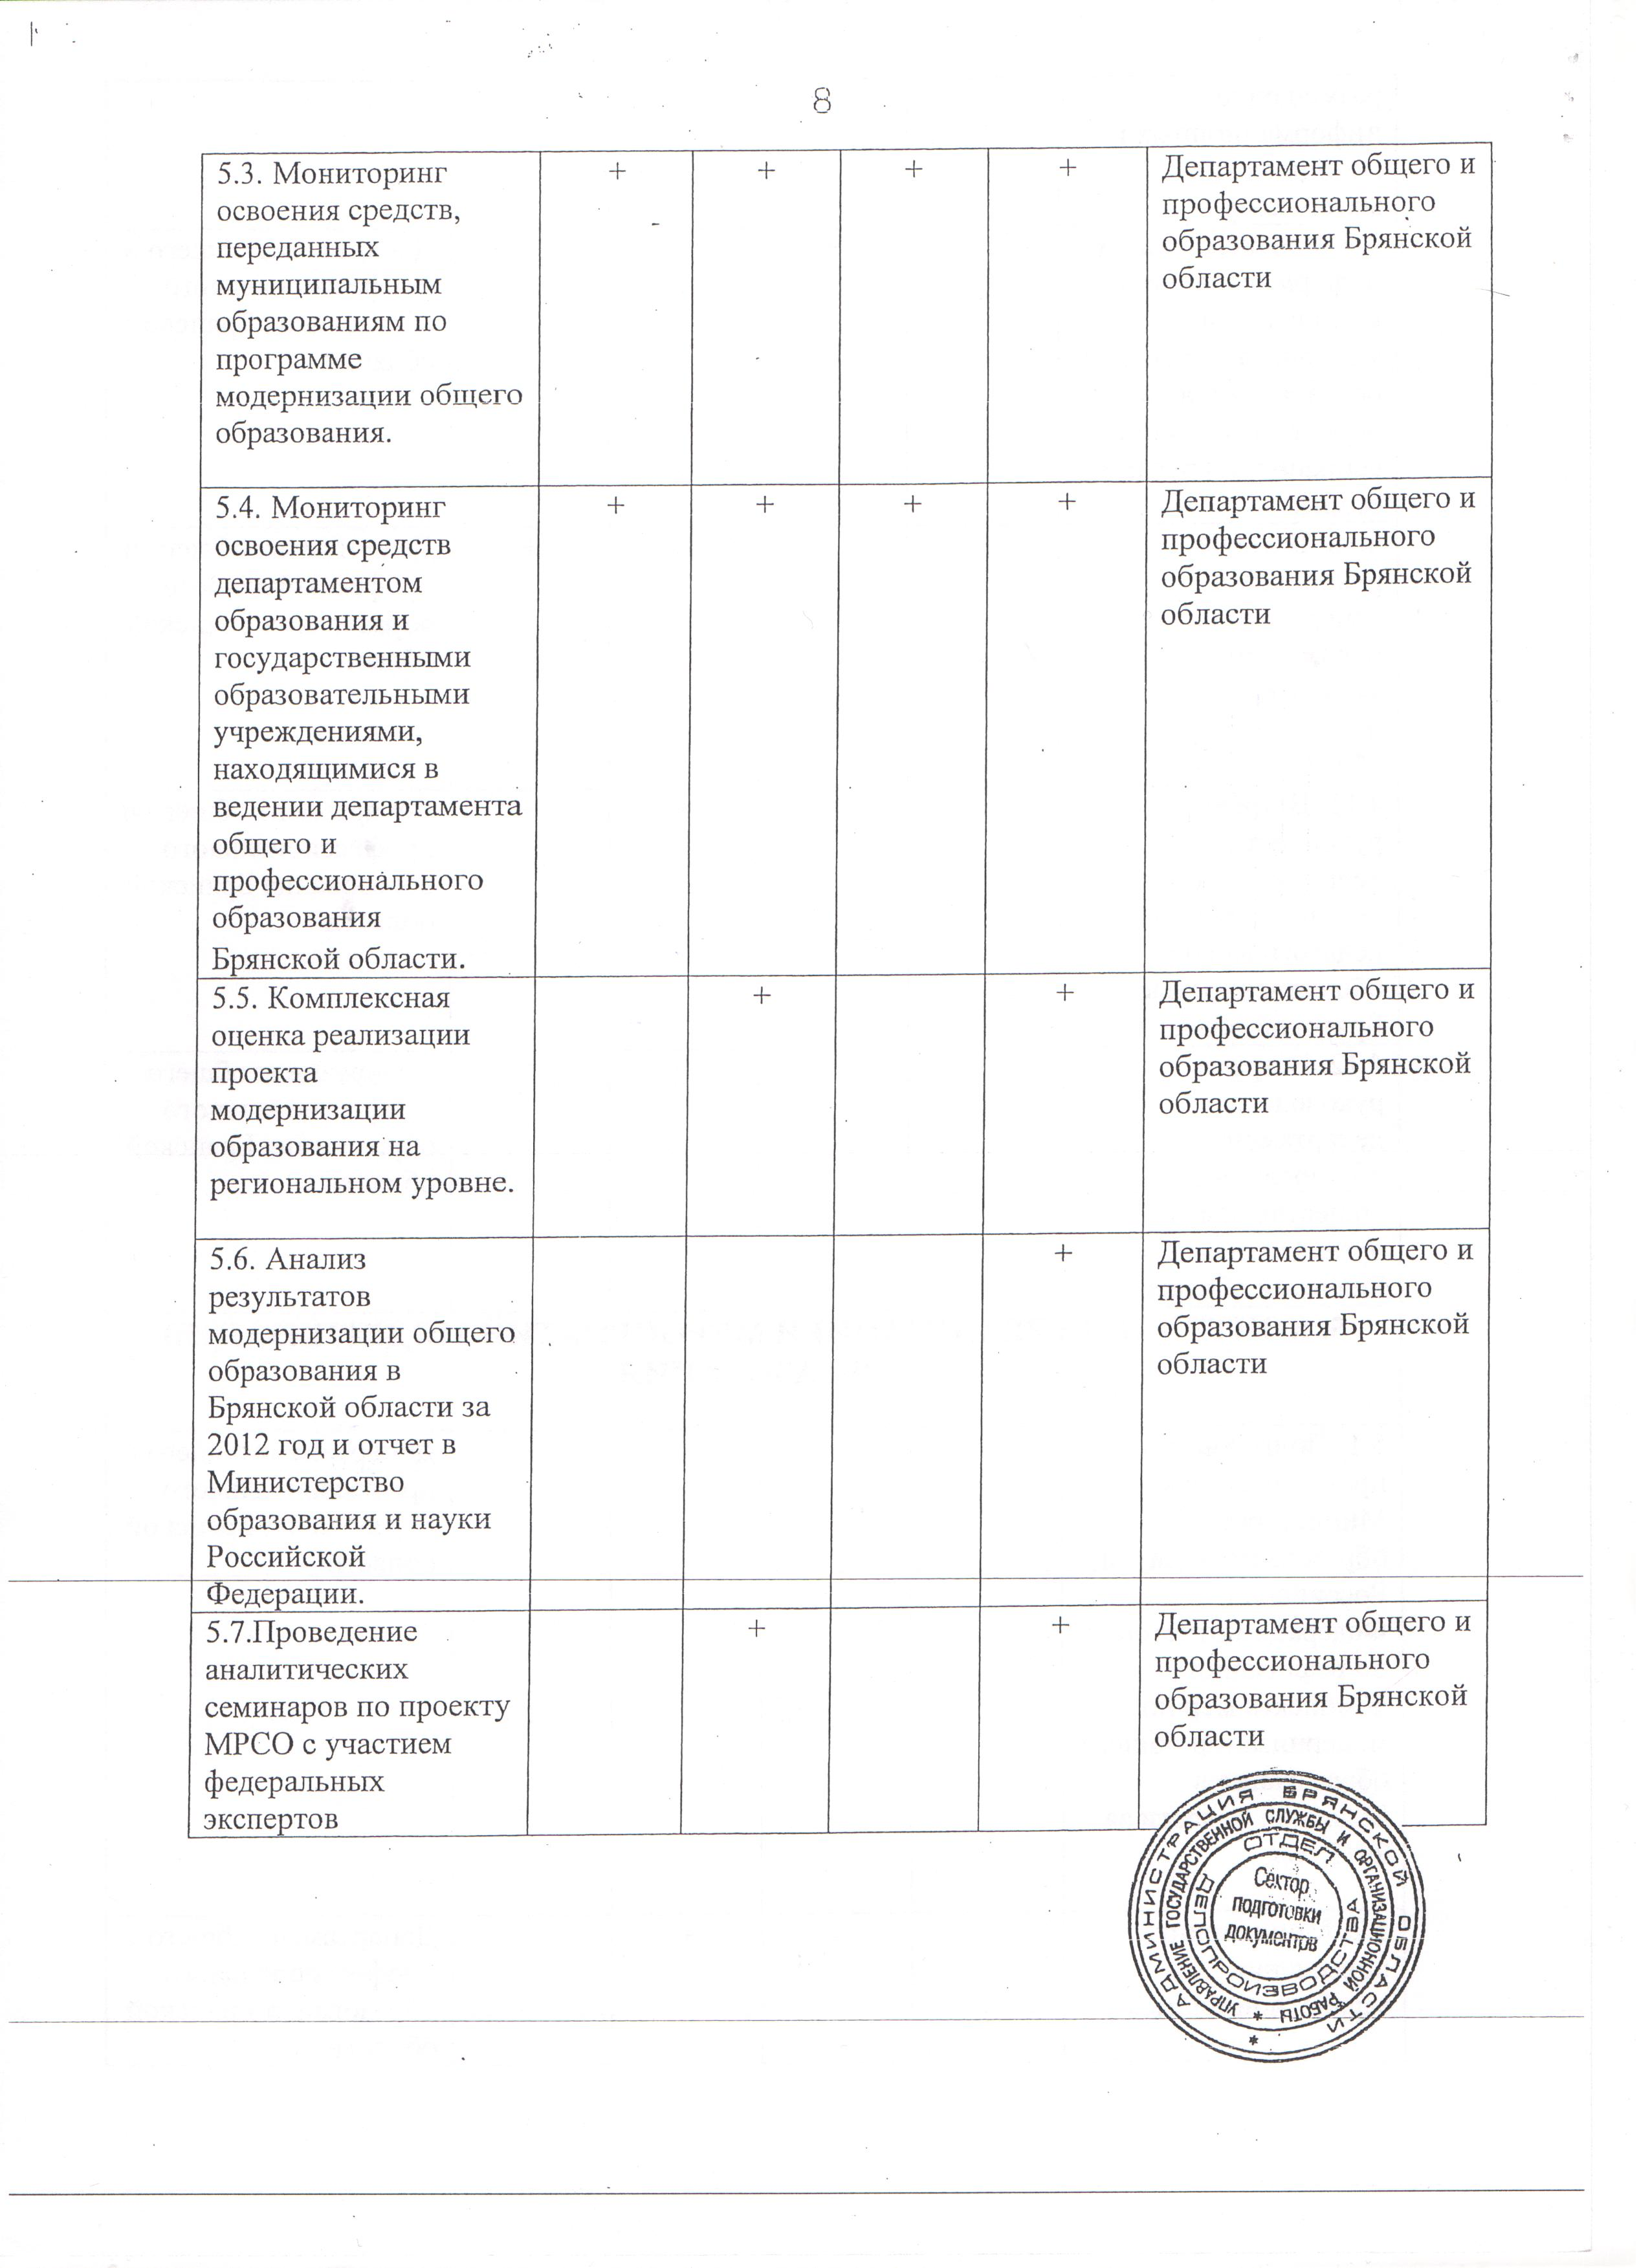 8
5.3. Мониторинг
освоения средств,
переданных
муниципальным
образованиям по
программе
модернизации общего
образования.
+ + + +
Департамент общего и
профессионального
образования Брянской
области
5.4. Мониторинг
освоения средств
департаментом
образования и
государственными
образовательными
учреждениями,
находящимися в
ведении департамента
общего и
профессионального
образования
Брянской области.
+ + + +
Департамент общего и
профессионального
образования Брянской
области
5.5. Комплексная
оценка реализации
проекта
модернизации
образования на
региональном уровне.
+ +
Департамент общего и
профессионального
образования Брянской
области
5.6. Анализ
результатов
модернизации общего
образования в
Брянской области за
2012 год и отчет в
Министерство
образования и науки
Российской
Федерации.
+
Департамент общего и
профессионального
образования Брянской
области
5.7.Проведение
аналитических
семинаров по проекту
МРСО с участием
федеральных
экспертов
+ +
Департамент общего и
профессионального
образования Брянской
области
АДМИНИСТРАЦИЯ БРЯНСКОЙ ОБЛАСТИ *
УПРАВЛЕНИЕ ГОСУДАРСТВЕННОЙ СЛУЖБЫ И ОРГАНИЗАЦИОННОЙ РАБОТЫ *
ОТДЕЛ
ДЕЛОПРОИЗВОДСТВА
Сектор
подготовки
документов